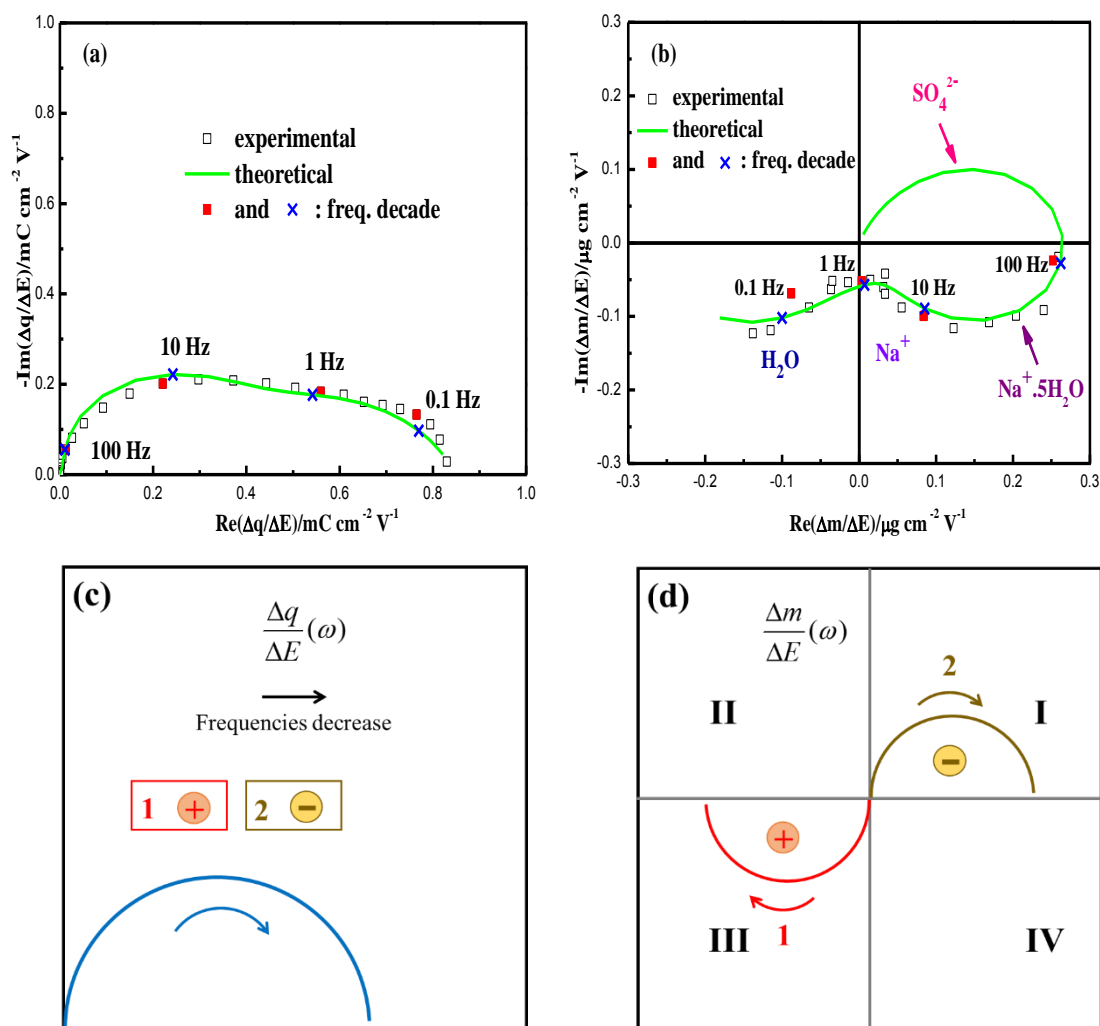 (a)
1.0
0.8
0.6
0.4
0.2
0.0
-Im(Δq/ΔE)/mC cm⁻² V⁻¹
experimental
theoretical
and × : freq. decade
10 Hz
1 Hz
0.1 Hz
100 Hz
0.0 0.2 0.4 0.6 0.8 1.0
Re(Δq/ΔE)/mC cm⁻² V⁻¹
(b)
0.3
0.2
0.1
0.0
-0.1
-0.2
-0.3
-Im(Δm/ΔE)/μg cm⁻² V⁻¹
experimental
theoretical
and × : freq. decade
SO₄²⁻
1 Hz
100 Hz
0.1 Hz
10 Hz
H₂O
Na⁺
Na⁺.5H₂O
-0.3 -0.2 -0.1 0.0 0.1 0.2 0.3
Re(Δm/ΔE)/μg cm⁻² V⁻¹
(c)
Δq/ΔE (ω)
Frequencies decrease
1 +
2 −
(d)
Δm/ΔE (ω)
2
II
I
−
+
III
1
IV